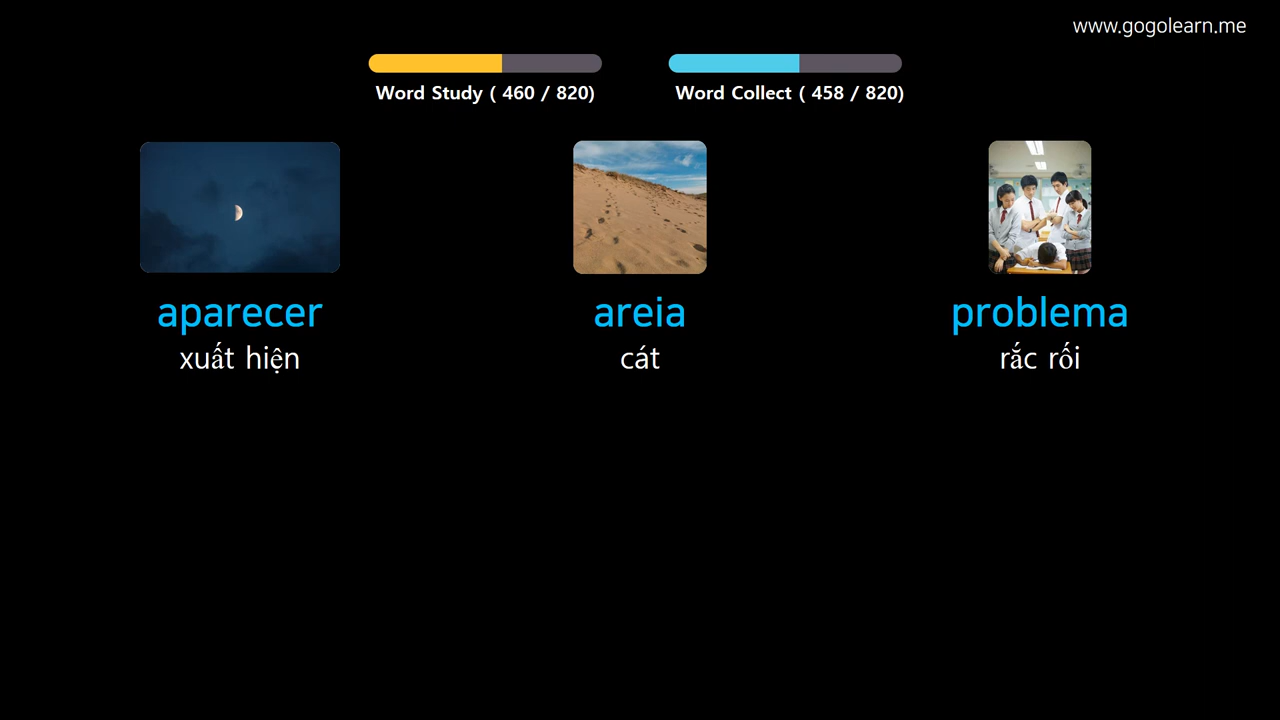 www.gogolearn.me
Word Study ( 460 / 820)
Word Collect ( 458 / 820)
aparecer
areia
problema
xuất hiện
cát
rắc rối